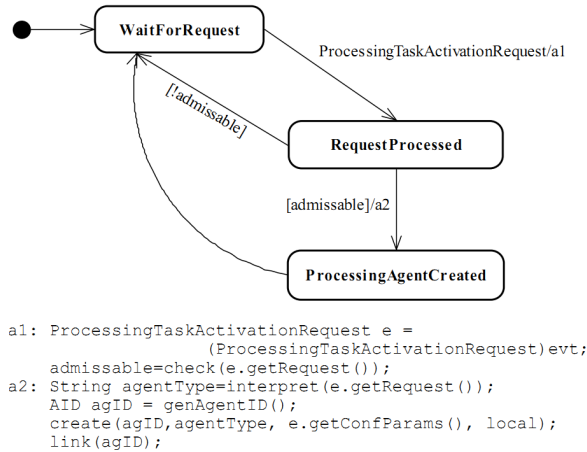 WaitForRequest
ProcessingTaskActivationRequest/a1
[!admissable]
RequestProcessed
[admissable]/a2
ProcessingAgentCreated
a1: ProcessingTaskActivationRequest e =
(ProcessingTaskActivationRequest)evt;
admissable=check(e.getRequest());
a2: String agentType=interpret(e.getRequest());
AID agID = genAgentID();
create(agID,agentType, e.getConfParams(), local);
link(agID);